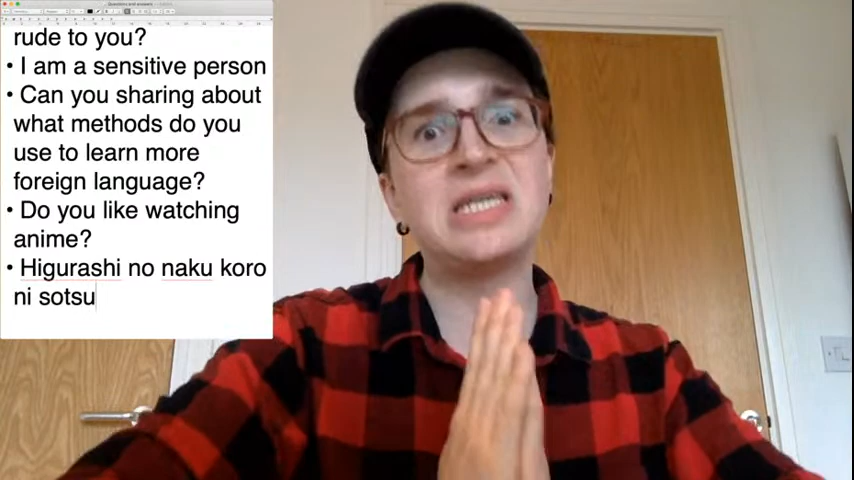 rude to you?
• I am a sensitive person
• Can you sharing about
what methods do you
use to learn more
foreign language?
• Do you like watching
anime?
• Higurashi no naku koro
ni sotsu